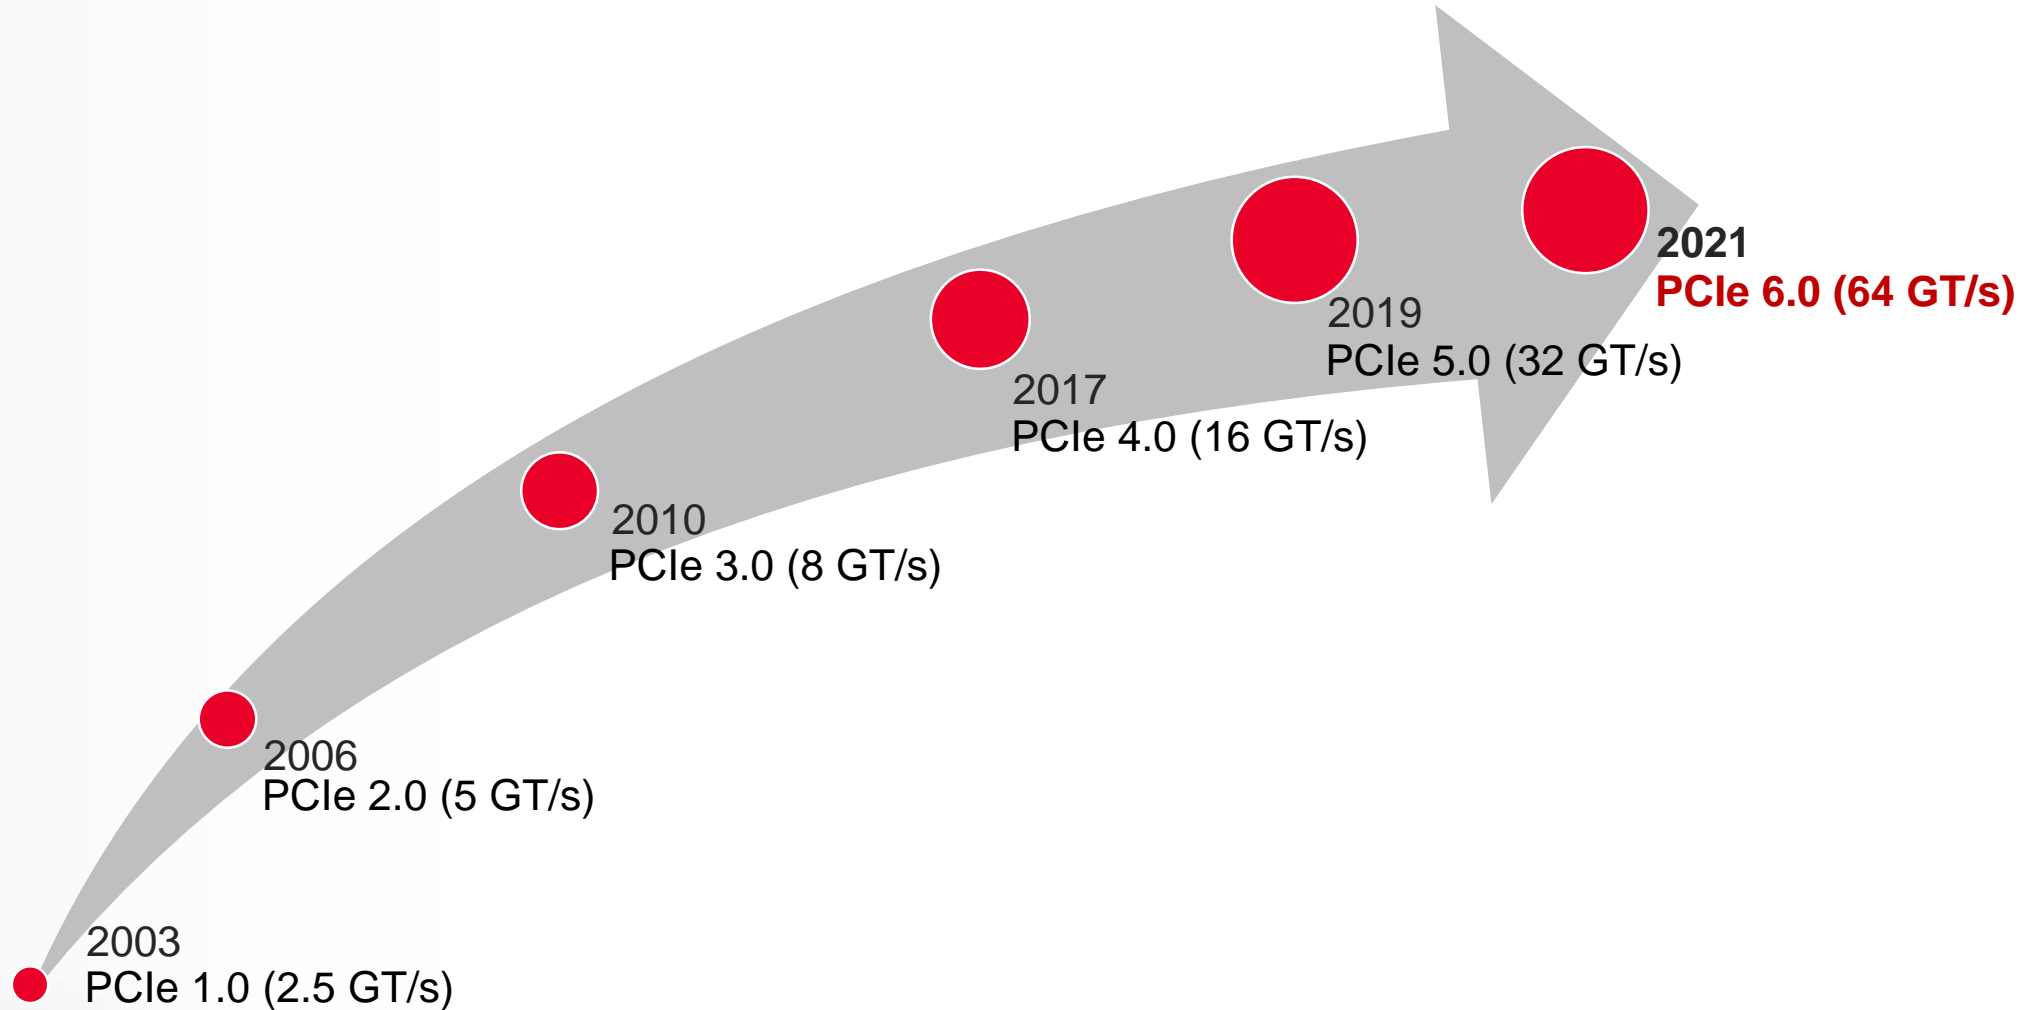 2021
PCIe 6.0 (64 GT/s)
2019
PCIe 5.0 (32 GT/s)
2017
PCIe 4.0 (16 GT/s)
2010
PCIe 3.0 (8 GT/s)
2006
PCIe 2.0 (5 GT/s)
2003
PCIe 1.0 (2.5 GT/s)